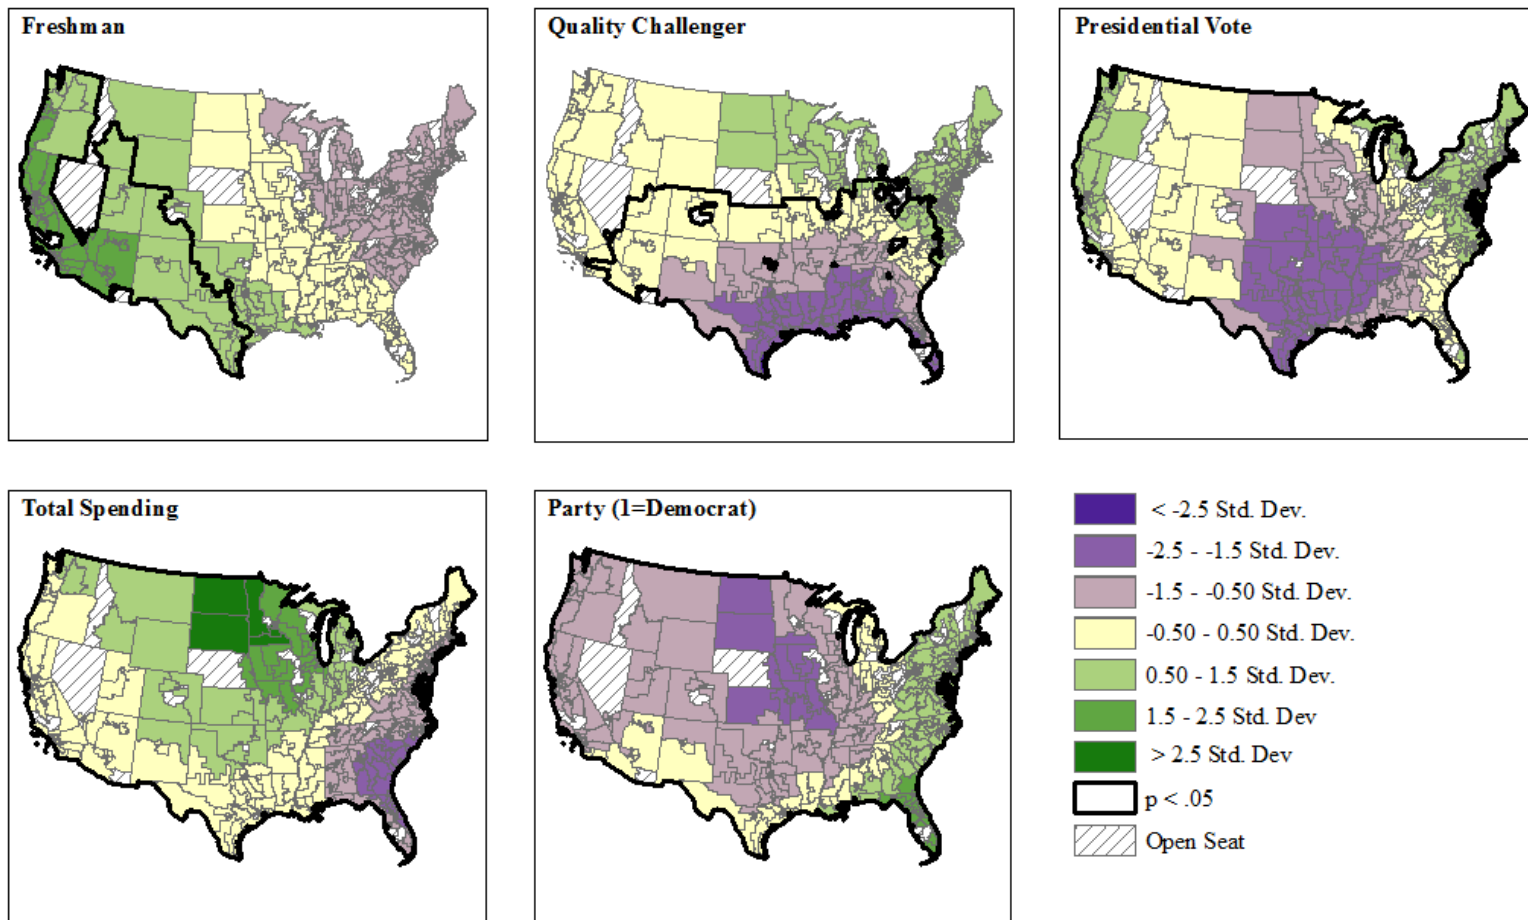 Freshman
Quality Challenger
Presidential Vote
Total Spending
Party (1=Democrat)
< -2.5 Std. Dev.
-2.5 - -1.5 Std. Dev.
-1.5 - -0.50 Std. Dev.
-0.50 - 0.50 Std. Dev.
0.50 - 1.5 Std. Dev.
1.5 - 2.5 Std. Dev
> 2.5 Std. Dev
p < .05
Open Seat